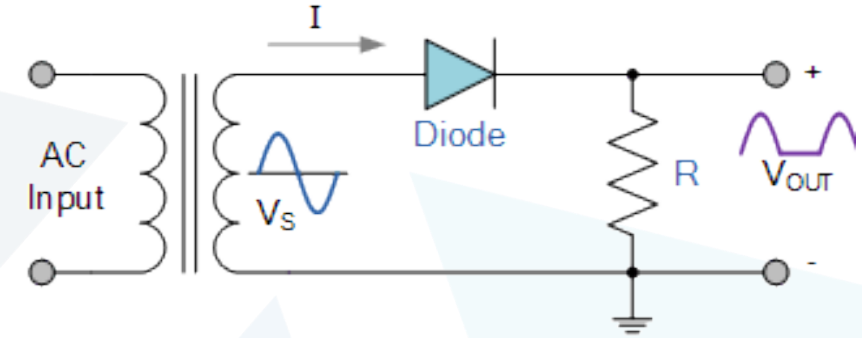 I
Diode
AC
Input
V_S
R
+
V_OUT
-